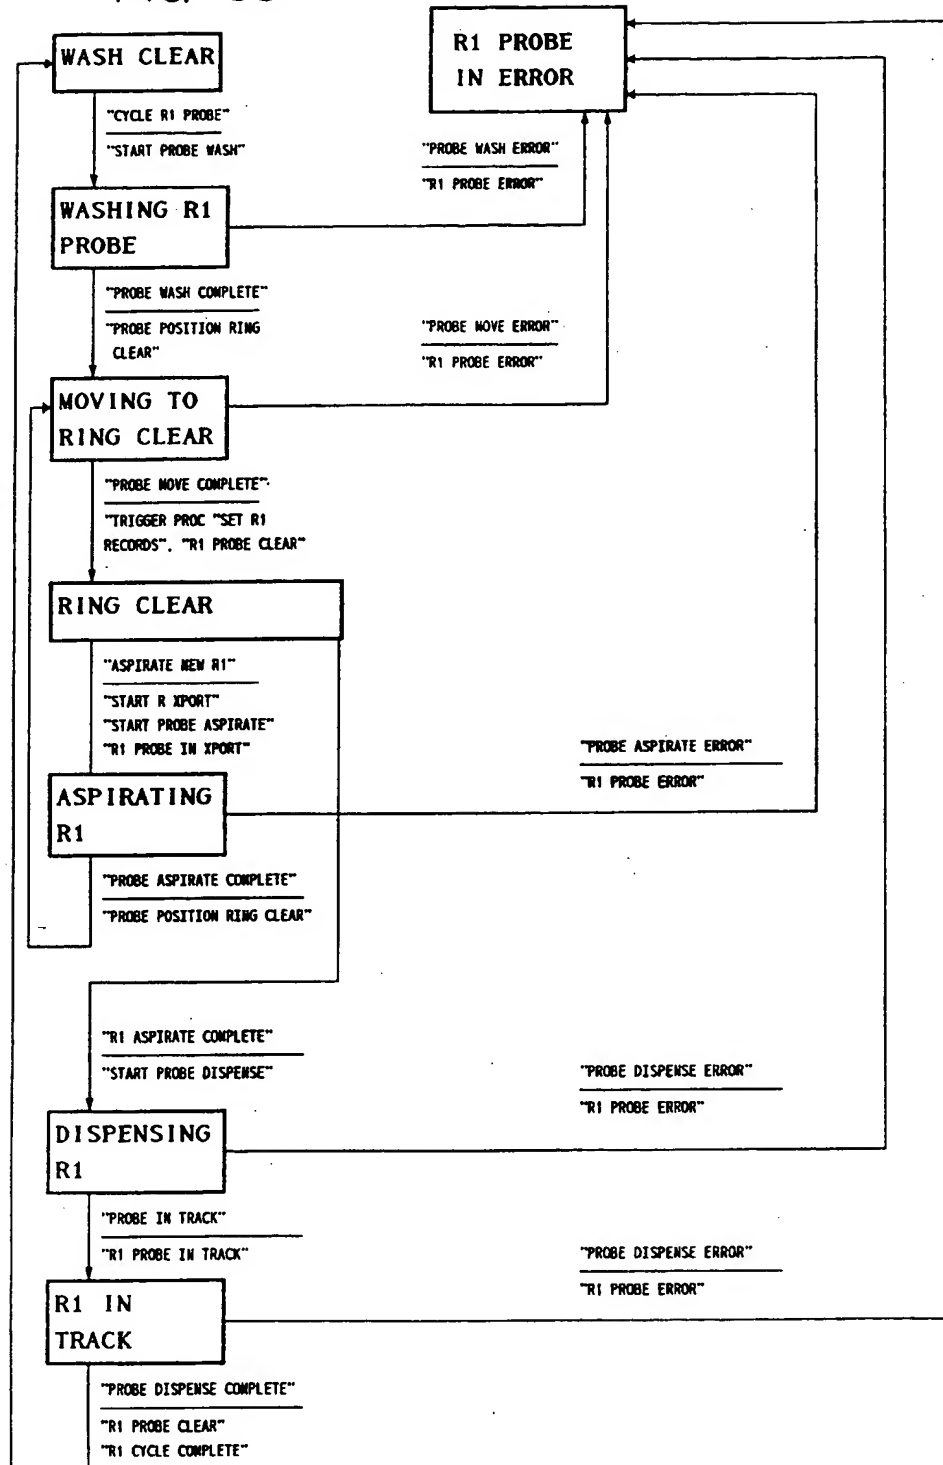 WASH CLEAR
R1 PROBE
IN ERROR
"CYCLE R1 PROBE"
"START PROBE WASH"
"PROBE WASH ERROR"
"R1 PROBE ERROR"
WASHING R1
PROBE
"PROBE WASH COMPLETE"
"PROBE POSITION RING
CLEAR"
"PROBE MOVE ERROR"
"R1 PROBE ERROR"
MOVING TO
RING CLEAR
"PROBE MOVE COMPLETE"
"TRIGGER PROC "SET R1
RECORDS". "R1 PROBE CLEAR"
RING CLEAR
"ASPIRATE NEW R1"
"START R XPORT"
"START PROBE ASPIRATE"
"R1 PROBE IN XPORT"
"PROBE ASPIRATE ERROR"
"R1 PROBE ERROR"
ASPIRATING
R1
"PROBE ASPIRATE COMPLETE"
"PROBE POSITION RING CLEAR"
"R1 ASPIRATE COMPLETE"
"START PROBE DISPENSE"
"PROBE DISPENSE ERROR"
"R1 PROBE ERROR"
DISPENSING
R1
"PROBE IN TRACK"
"R1 PROBE IN TRACK"
"PROBE DISPENSE ERROR"
"R1 PROBE ERROR"
R1 IN
TRACK
"PROBE DISPENSE COMPLETE"
"R1 PROBE CLEAR"
"R1 CYCLE COMPLETE"